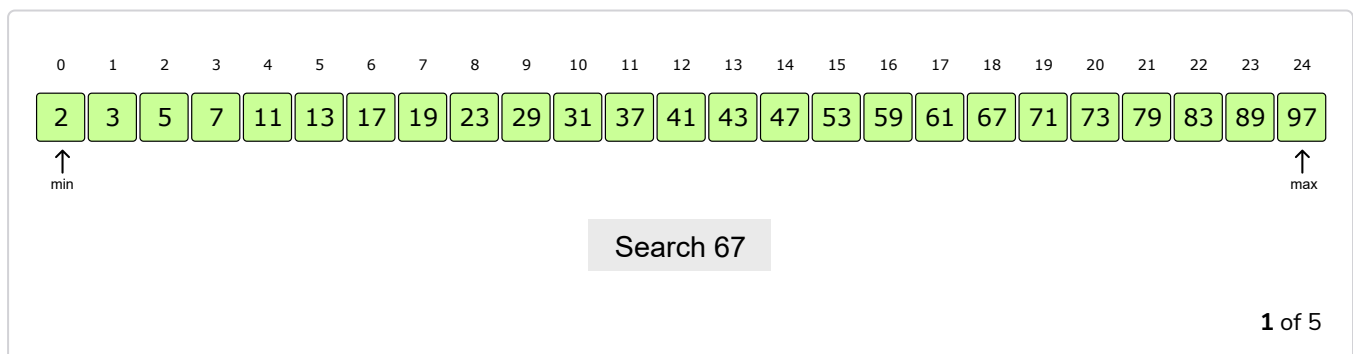 0 1 2 3 4 5 6 7 8 9 10 11 12 13 14 15 16 17 18 19 20 21 22 23 24
2 3 5 7 11 13 17 19 23 29 31 37 41 43 47 53 59 61 67 71 73 79 83 89 97
min max
Search 67
1 of 5